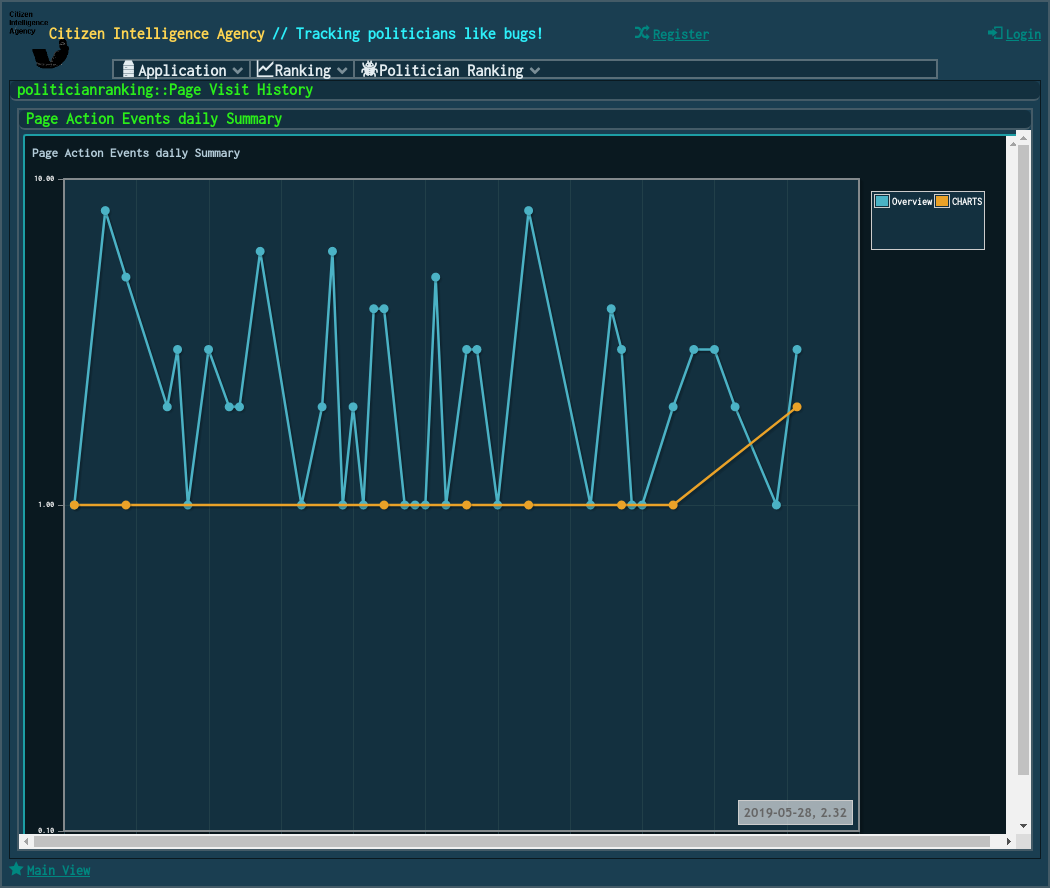 Citizen
Intelligence
Agency
Citizen Intelligence Agency // Tracking politicians like bugs!
Register
Login
Application
Ranking
Politician Ranking
politicianranking::Page Visit History
Page Action Events daily Summary
Page Action Events daily Summary
10.00
Overview
CHARTS
1.00
2019-05-28, 2.32
0.10
Main View